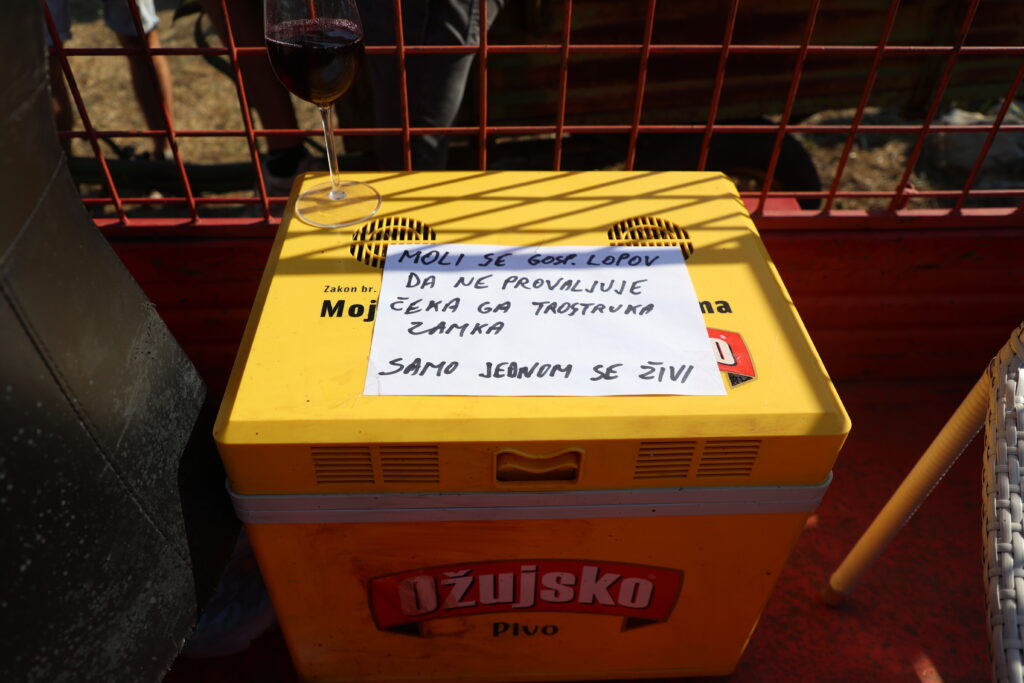 MOLI SE GOSP. LOPOV
DA NE PROVALJUJE
ČEKA GA TROSTRUKA
ZAMKA
SAMO JEDNOM SE ŽIVI
Zakon br.
Moj
Ožujsko
Pivo